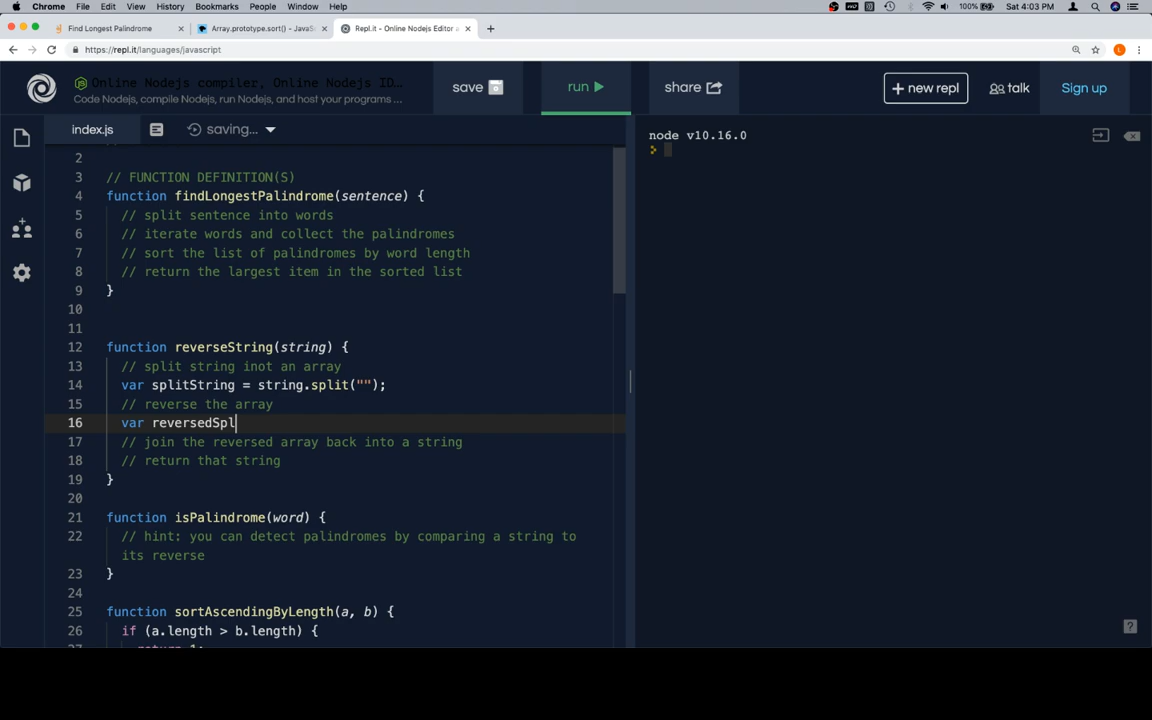 Chrome File Edit View History Bookmarks People Window Help 100% Sat 4:03 PM
Find Longest Palindrome × Array.prototype.sort() - JavaSc × Repl.it - Online Nodejs Editor a × +
https://repl.it/languages/javascript
Online Nodejs compiler, Online Nodejs ID...
Code Nodejs, compile Nodejs, run Nodejs, and host your programs ...
save run share + new repl talk Sign up
index.js saving...
node v10.16.0
2
3 // FUNCTION DEFINITION(S)
4 function findLongestPalindrome(sentence) {
5 // split sentence into words
6 // iterate words and collect the palindromes
7 // sort the list of palindromes by word length
8 // return the largest item in the sorted list
9 }
10
11
12 function reverseString(string) {
13 // split string inot an array
14 var splitString = string.split("");
15 // reverse the array
16 var reversedSpl
17 // join the reversed array back into a string
18 // return that string
19 }
20
21 function isPalindrome(word) {
22 // hint: you can detect palindromes by comparing a string to
its reverse
23 }
24
25 function sortAscendingByLength(a, b) {
26 if (a.length > b.length) {